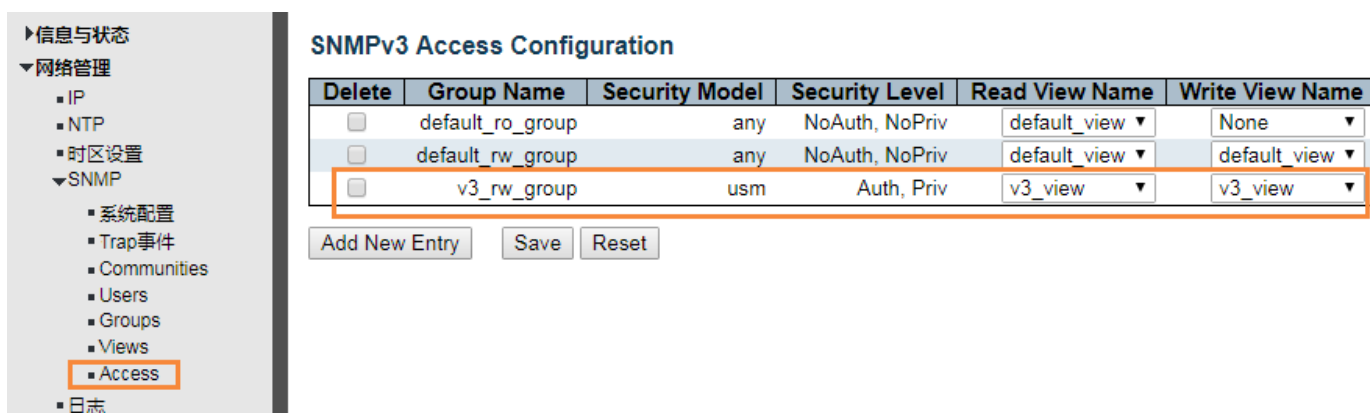 信息与状态
网络管理
IP
NTP
时区设置
SNMP
系统配置
Trap事件
Communities
Users
Groups
Views
Access
日志
SNMPv3 Access Configuration
Delete Group Name Security Model Security Level Read View Name Write View Name
default_ro_group any NoAuth, NoPriv default_view None
default_rw_group any NoAuth, NoPriv default_view default_view
v3_rw_group usm Auth, Priv v3_view v3_view
Add New Entry Save Reset